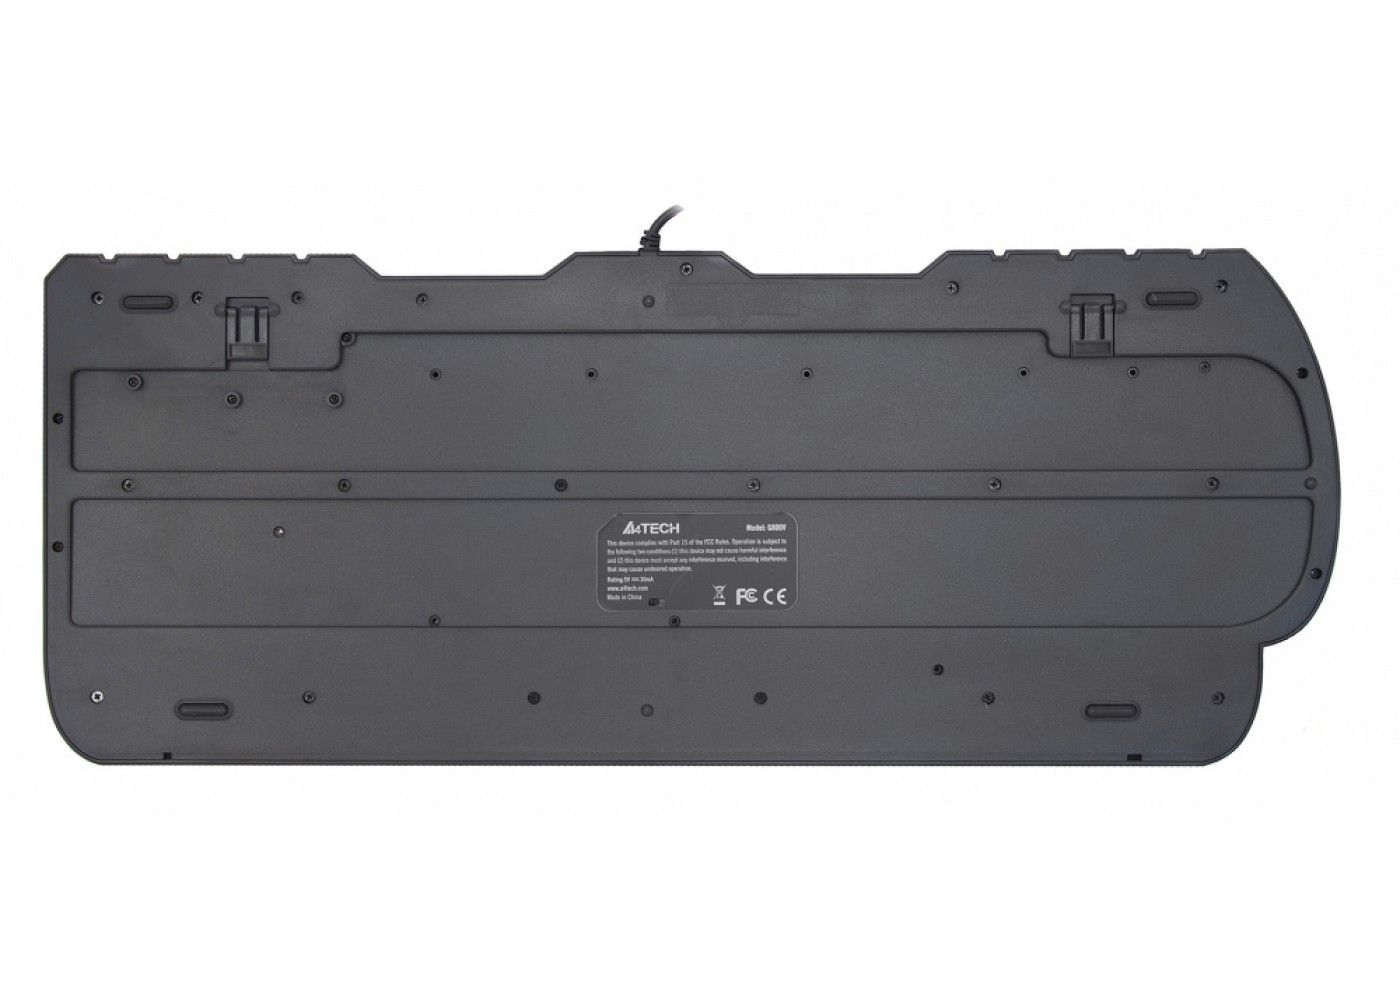 A4TECH Model: G800V
This device complies with Part 15 of the FCC Rules. Operation is subject to
the following two conditions (1) this device may not cause harmful interference
and (2) this device must accept any interference received, including interference
that may cause undesired operation.
Rating 5V ⎓ 30mA
www.a4tech.com
Made in China
FC CE